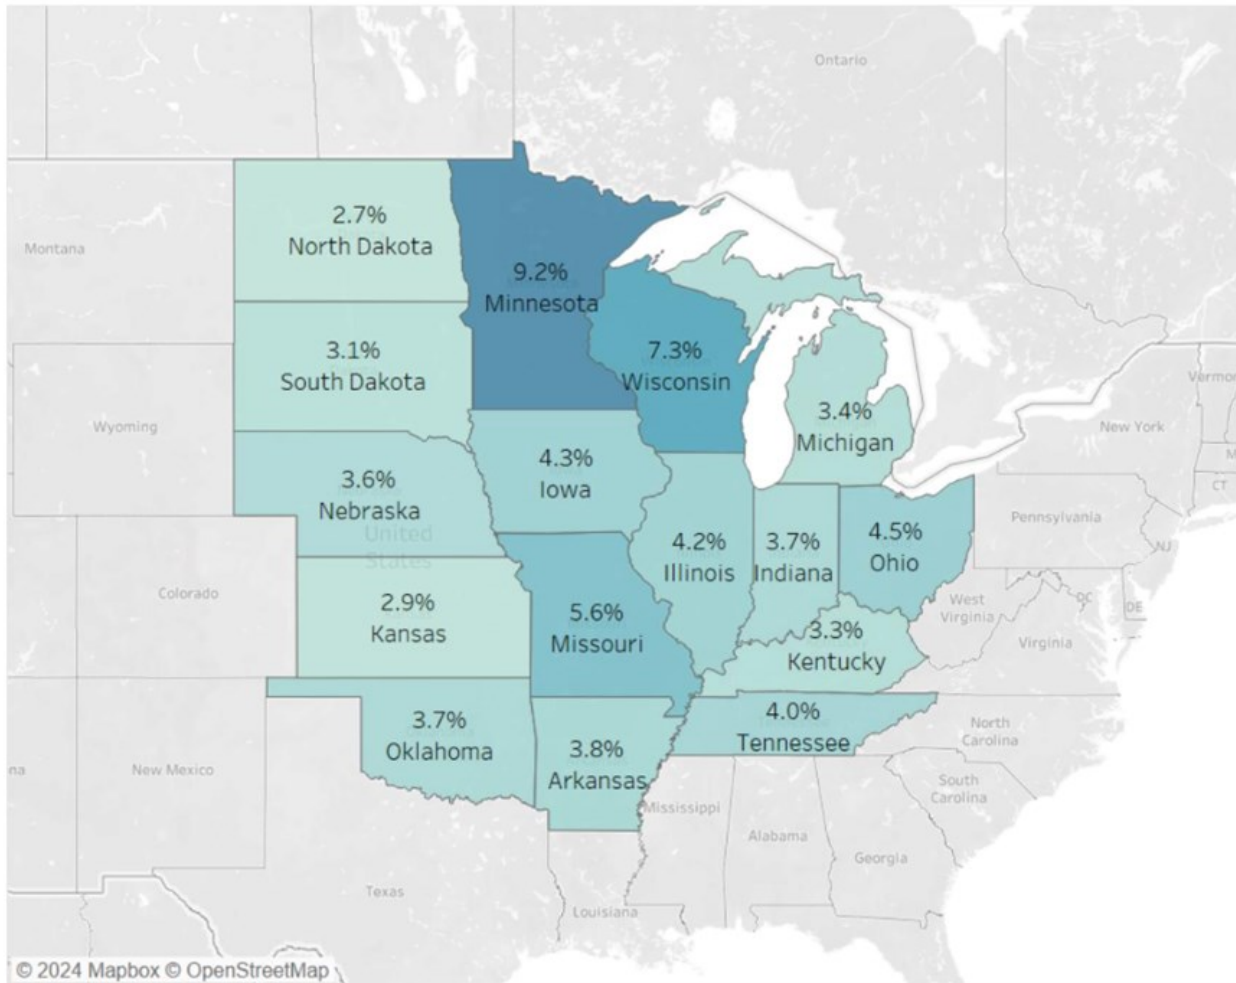 Ontario
Montana
2.7%
North Dakota
9.2%
Minnesota
3.1%
South Dakota
7.3%
Wisconsin
3.4%
Michigan
Wyoming
New York
4.3%
Iowa
3.6%
Nebraska
United
States
CT
Pennsylvania
NJ
4.2%
Illinois
3.7%
Indiana
4.5%
Ohio
Colorado
2.9%
Kansas
5.6%
Missouri
3.3%
Kentucky
West
Virginia
DC
DE
Virginia
3.7%
Oklahoma
3.8%
Arkansas
4.0%
Tennessee
North
Carolina
New Mexico
South
Carolina
Mississippi
Alabama
Georgia
Texas
Louisiana
© 2024 Mapbox © OpenStreetMap